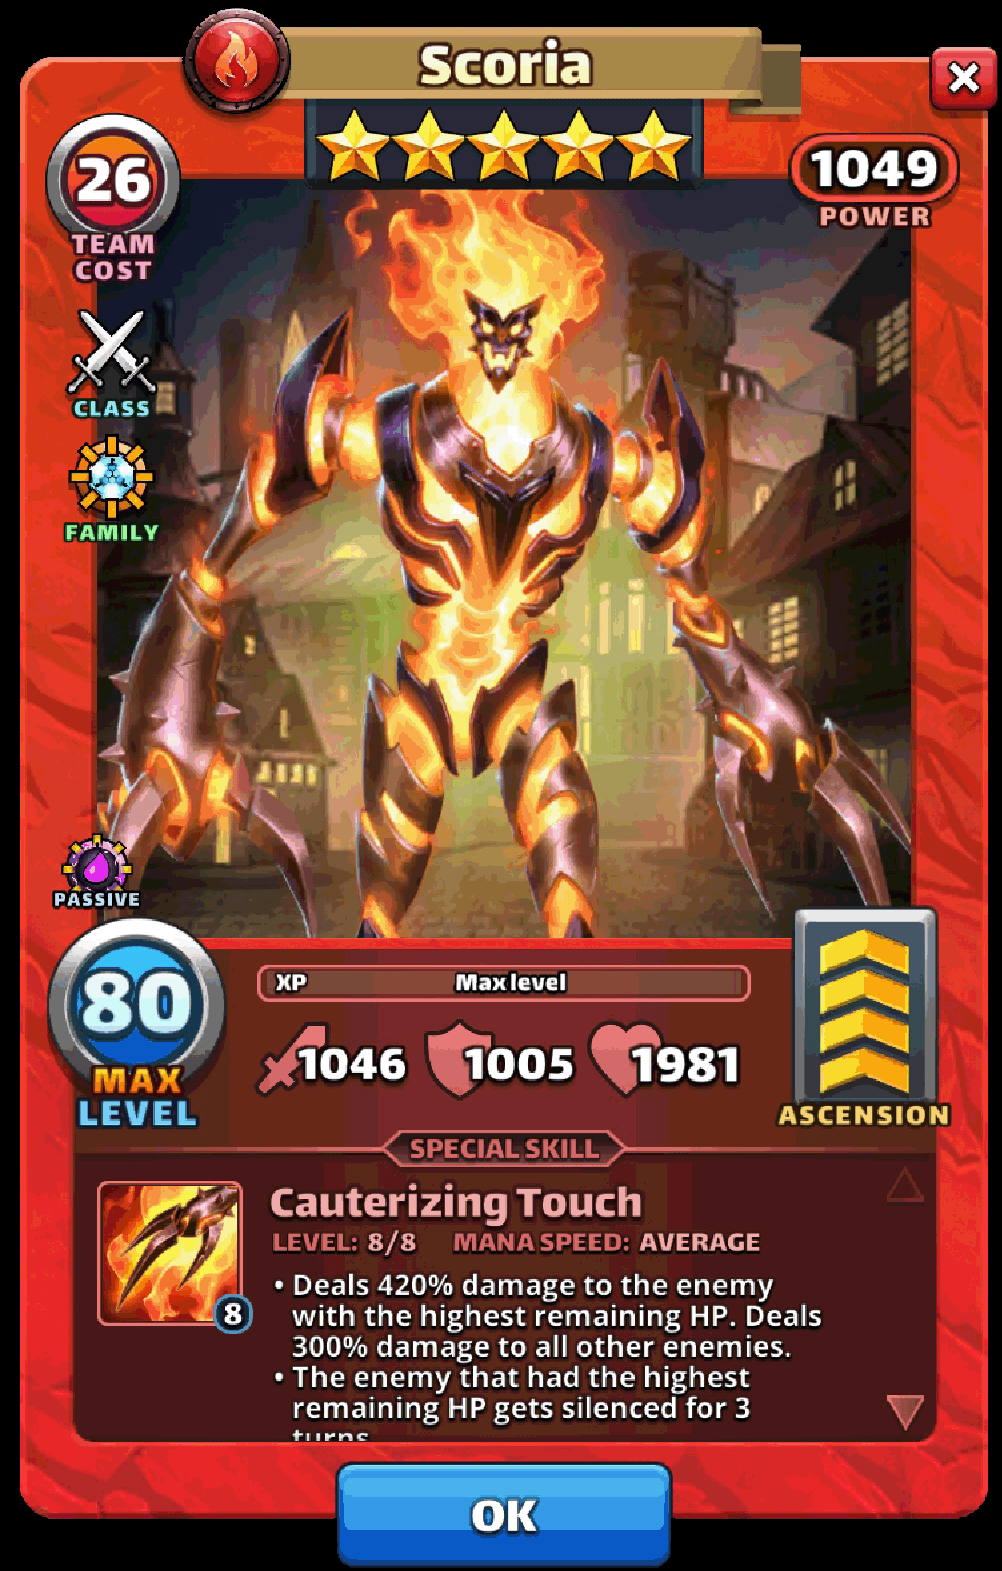 Scoria
26
TEAM
COST
1049
POWER
CLASS
FAMILY
PASSIVE
80
MAX
LEVEL
XP Max level
1046 1005 1981
ASCENSION
SPECIAL SKILL
Cauterizing Touch
LEVEL: 8/8 MANA SPEED: AVERAGE
8
• Deals 420% damage to the enemy
with the highest remaining HP. Deals
300% damage to all other enemies.
• The enemy that had the highest
remaining HP gets silenced for 3
turns
OK